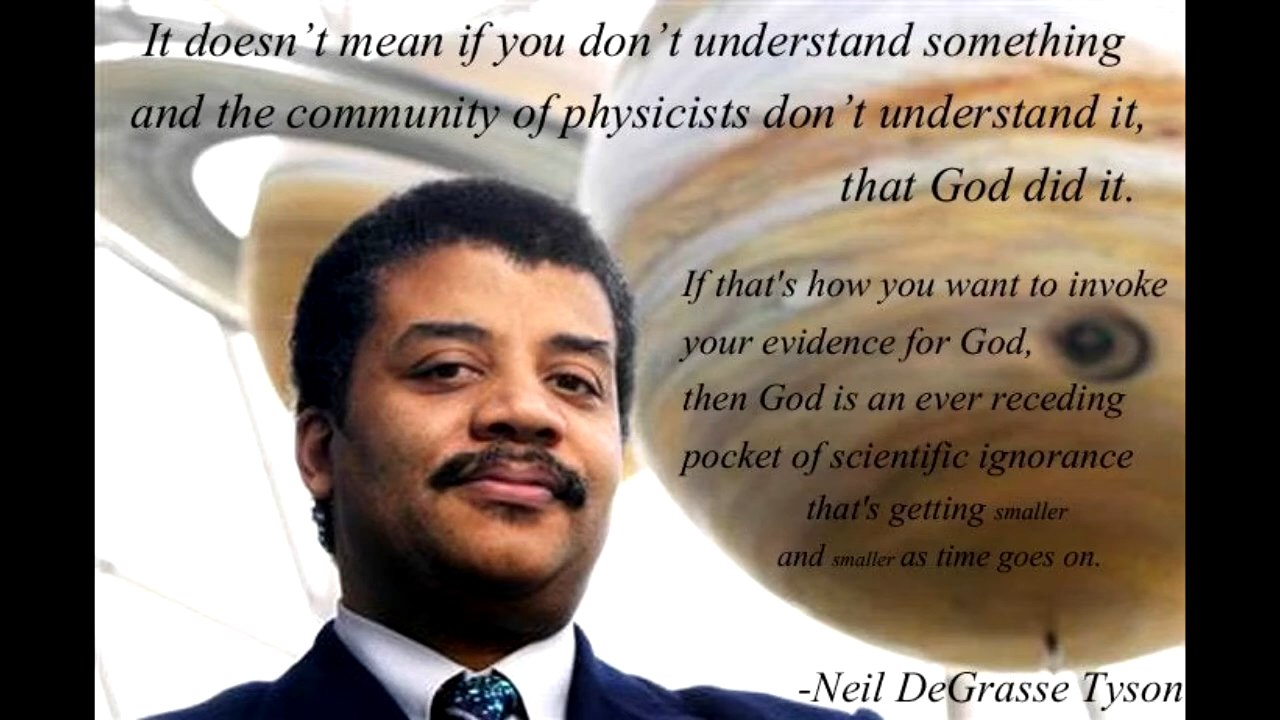 It doesn’t mean if you don’t understand something
and the community of physicists don’t understand it,
that God did it.
If that's how you want to invoke
your evidence for God,
then God is an ever receding
pocket of scientific ignorance
that's getting smaller
and smaller as time goes on.
-Neil DeGrasse Tyson